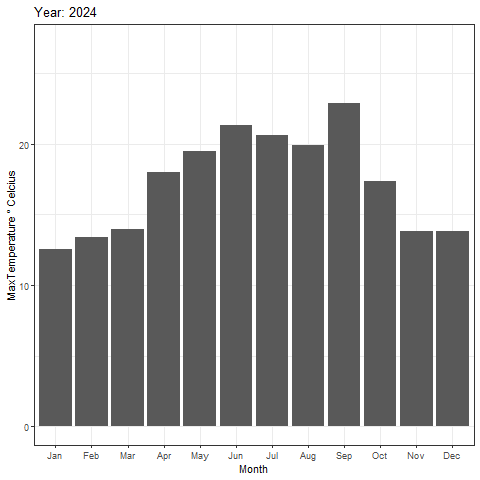 Year: 2024
MaxTemperature ° Celcius
20
10
0
Jan Feb Mar Apr May Jun Jul Aug Sep Oct Nov Dec
Month